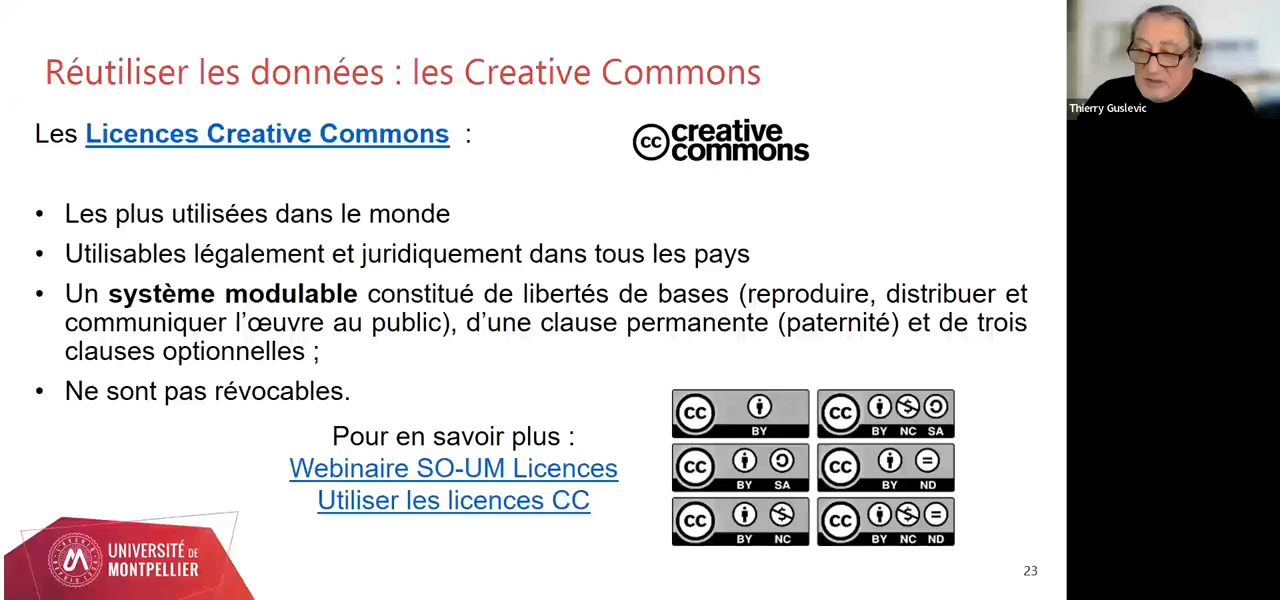 Réutiliser les données : les Creative Commons
Les Licences Creative Commons :
cc creative
commons
• Les plus utilisées dans le monde
• Utilisables légalement et juridiquement dans tous les pays
• Un système modulable constitué de libertés de bases (reproduire, distribuer et
communiquer l’œuvre au public), d’une clause permanente (paternité) et de trois
clauses optionnelles ;
• Ne sont pas révocables.
Pour en savoir plus :
Webinaire SO-UM Licences
Utiliser les licences CC
cc BY
cc BY NC SA
cc BY SA
cc BY ND
cc BY NC
cc BY NC ND
UNIVERSITÉ DE
MONTPELLIER
23
Thierry Guslevic